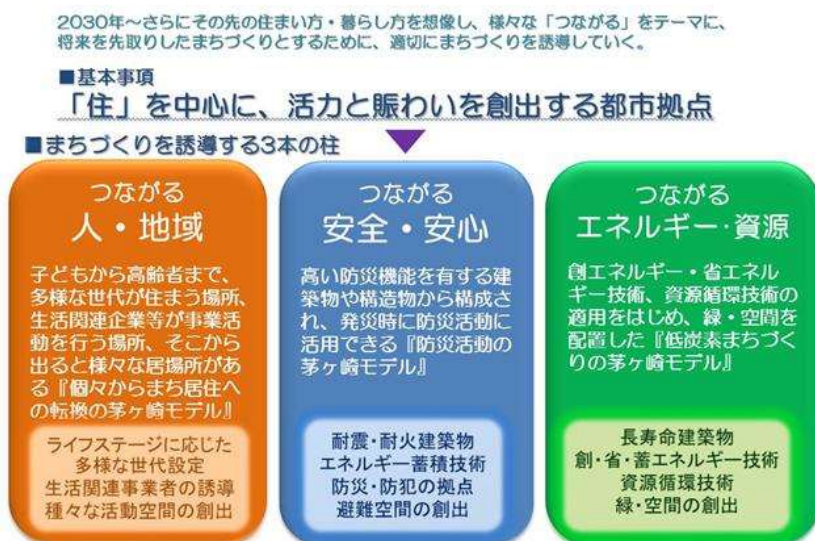 2030年～さらにその先の住まい方・暮らし方を想像し、様々な「つながる」をテーマに、
将来を先取りしたまちづくりとするために、適切にまちづくりを誘導していく。
■基本事項
「住」を中心に、活力と賑わいを創出する都市拠点
■まちづくりを誘導する3本の柱
つながる
人・地域
子どもから高齢者まで、
多様な世代が住まう場所、
生活関連企業等が事業活
動を行う場所、そこから
出ると様々な居場所があ
る『個々からまち居住へ
の転換の茅ヶ崎モデル』
ライフステージに応じた
多様な世代設定
生活関連事業者の誘導
種々な活動空間の創出
つながる
安全・安心
高い防災機能を有する建
築物や構造物から構成さ
れ、発災時に防災活動に
活用できる『防災活動の
茅ヶ崎モデル』
耐震・耐火建築物
エネルギー蓄積技術
防災・防犯の拠点
避難空間の創出
つながる
エネルギー・資源
創エネルギー・省エネル
ギー技術、資源循環技術の
適用をはじめ、緑・空間を
配置した『低炭素まちづく
りの茅ヶ崎モデル』
長寿命建築物
創・省・蓄エネルギー技術
資源循環技術
緑・空間の創出